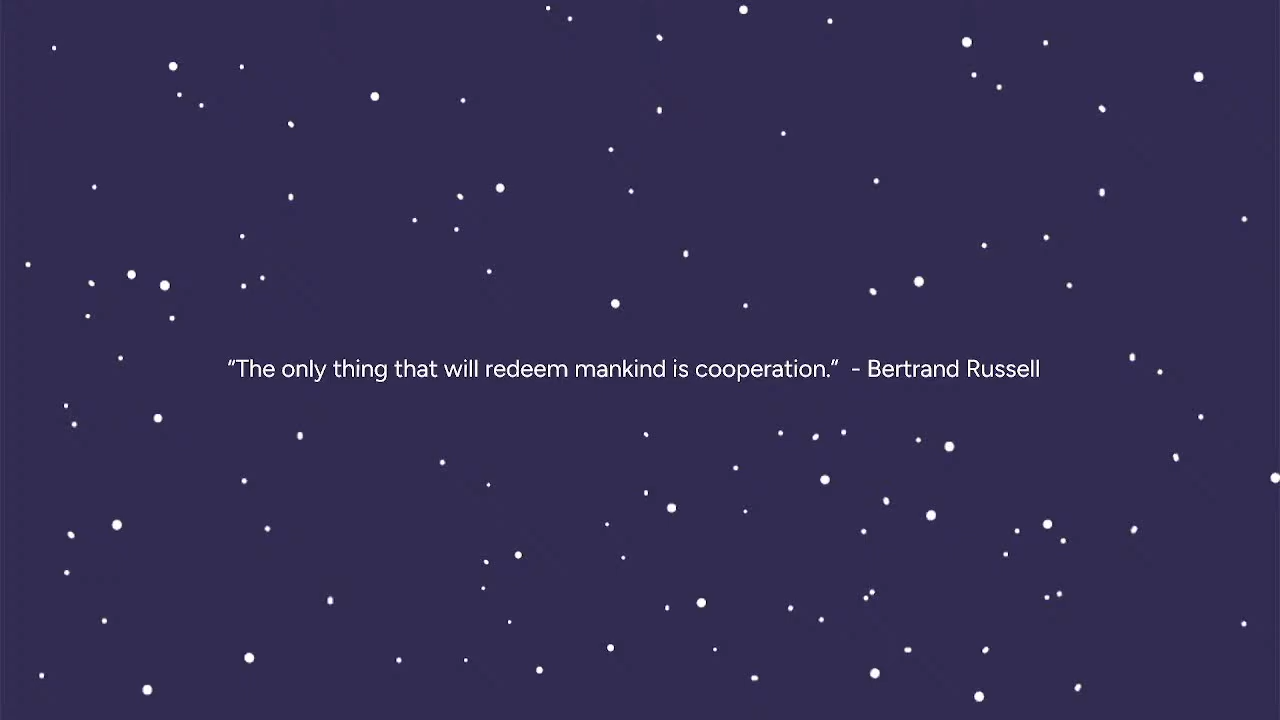 “The only thing that will redeem mankind is cooperation.”  - Bertrand Russell